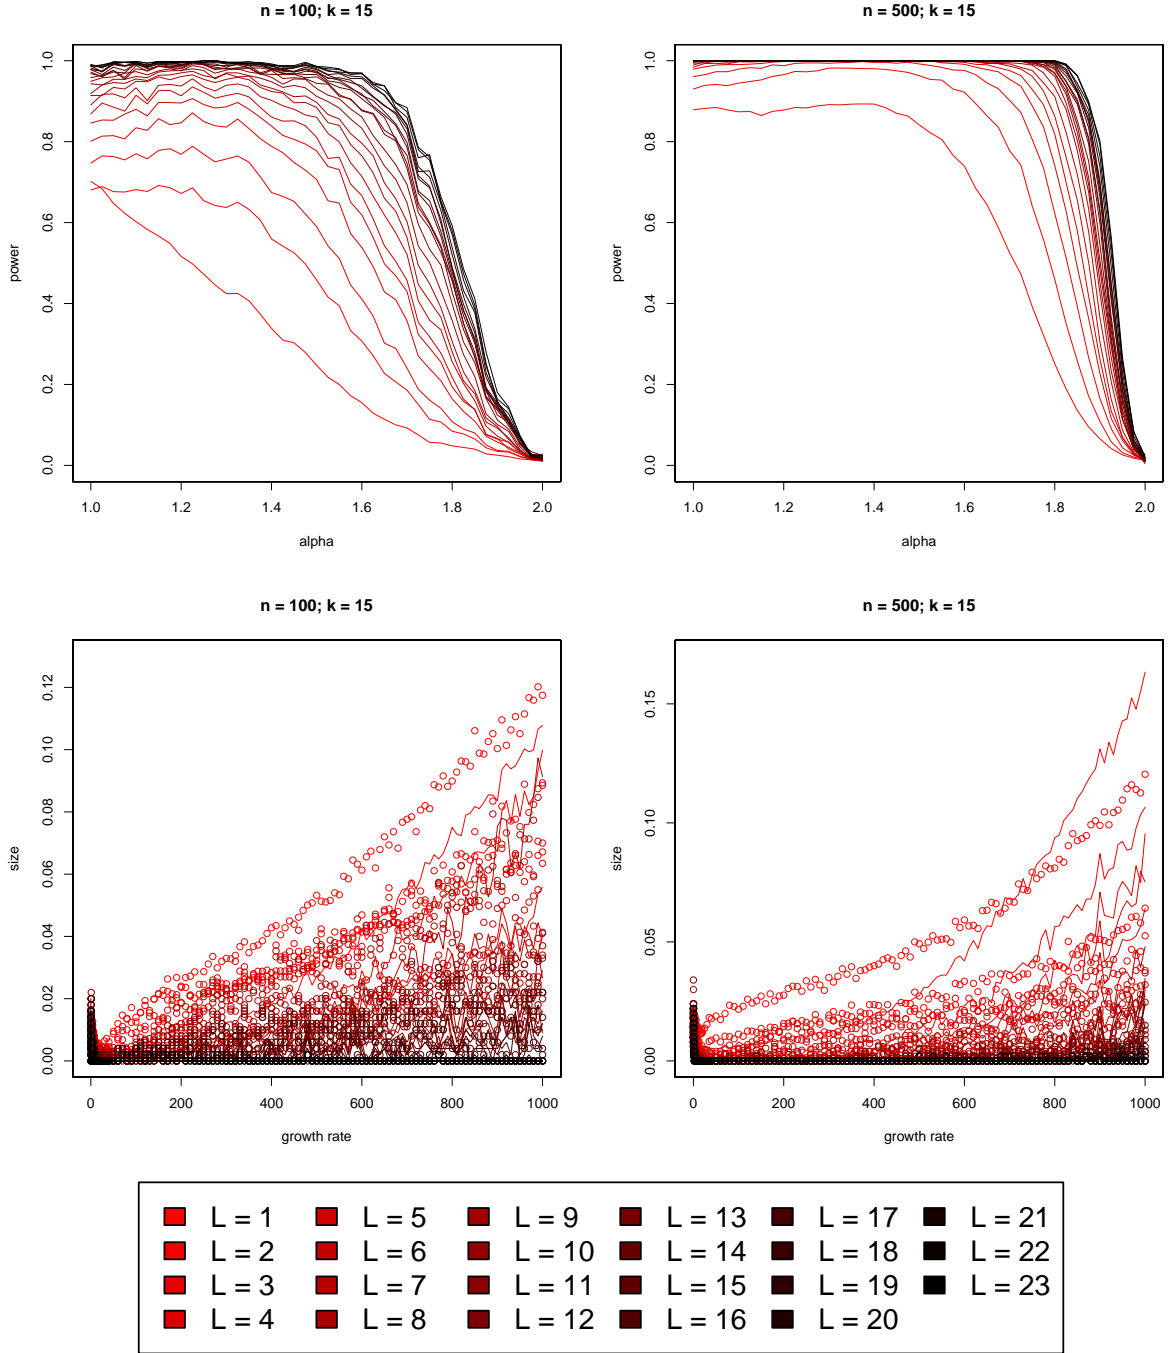 n = 100; k = 15
n = 500; k = 15
power
1.0
0.8
0.6
0.4
0.2
0.0
1.0 1.2 1.4 1.6 1.8 2.0
alpha
power
1.0
0.8
0.6
0.4
0.2
0.0
1.0 1.2 1.4 1.6 1.8 2.0
alpha
n = 100; k = 15
n = 500; k = 15
size
0.12
0.10
0.08
0.06
0.04
0.02
0.00
0 200 400 600 800 1000
growth rate
size
0.15
0.10
0.05
0.00
0 200 400 600 800 1000
growth rate
L = 1 L = 5 L = 9 L = 13 L = 17 L = 21
L = 2 L = 6 L = 10 L = 14 L = 18 L = 22
L = 3 L = 7 L = 11 L = 15 L = 19 L = 23
L = 4 L = 8 L = 12 L = 16 L = 20